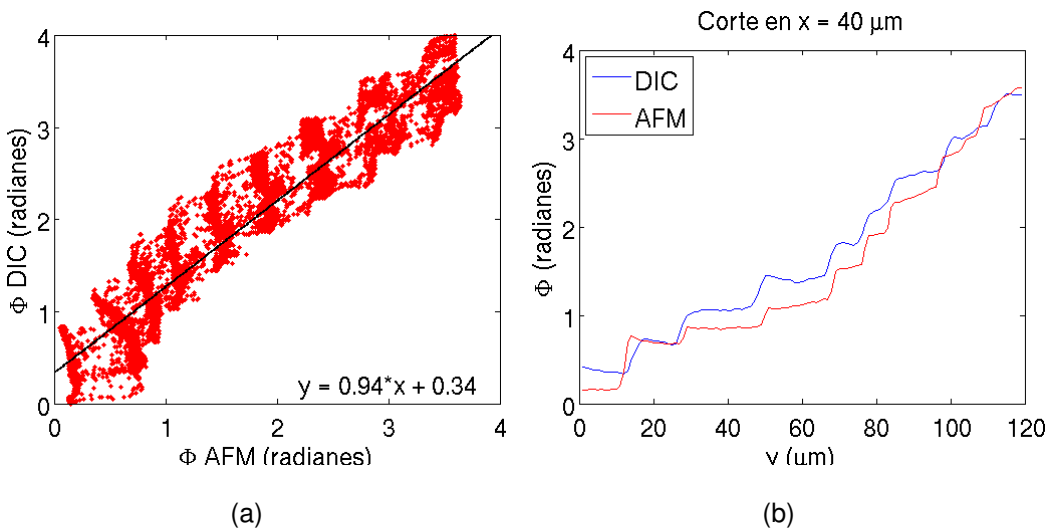 4
3
2
1
0
Φ DIC (radianes)
y = 0.94*x + 0.34
0 1 2 3 4
Φ AFM (radianes)
(a)
Corte en x = 40 μm
4
3
2
1
0
Φ (radianes)
DIC
AFM
0 20 40 60 80 100 120
y (μm)
(b)